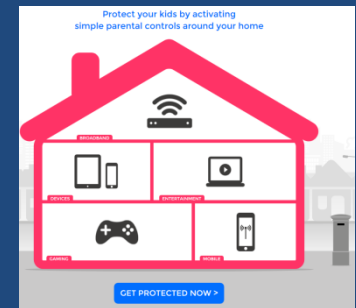 Protect your kids by activating
simple parental controls around your home
BROADBAND
DEVICES
ENTERTAINMENT
GAMING
MOBILE
GET PROTECTED NOW >